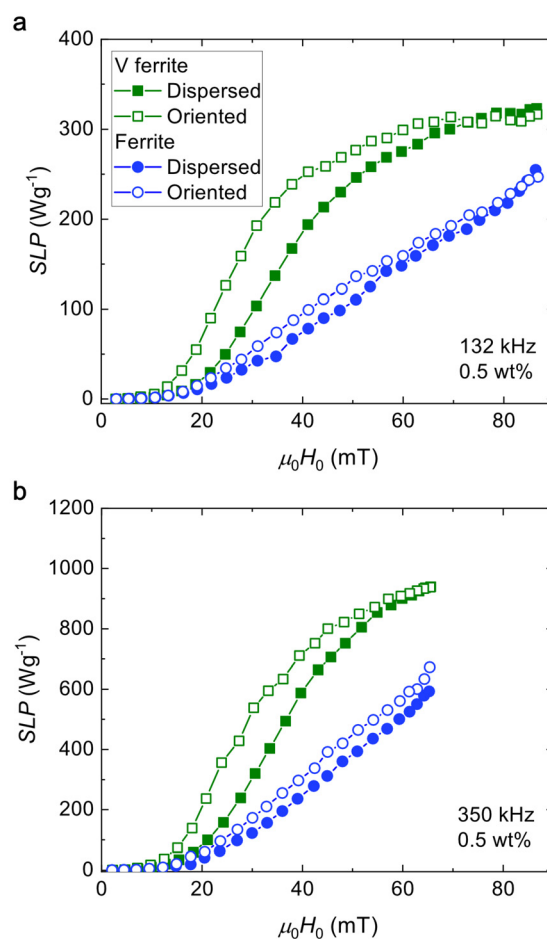 a
400
300
200
100
0
SLP (Wg⁻¹)
V ferrite
Dispersed
Oriented
Ferrite
Dispersed
Oriented
132 kHz
0.5 wt%
0 20 40 60 80
μ₀H₀ (mT)
b
1200
1000
800
600
400
200
0
SLP (Wg⁻¹)
350 kHz
0.5 wt%
0 20 40 60 80
μ₀H₀ (mT)